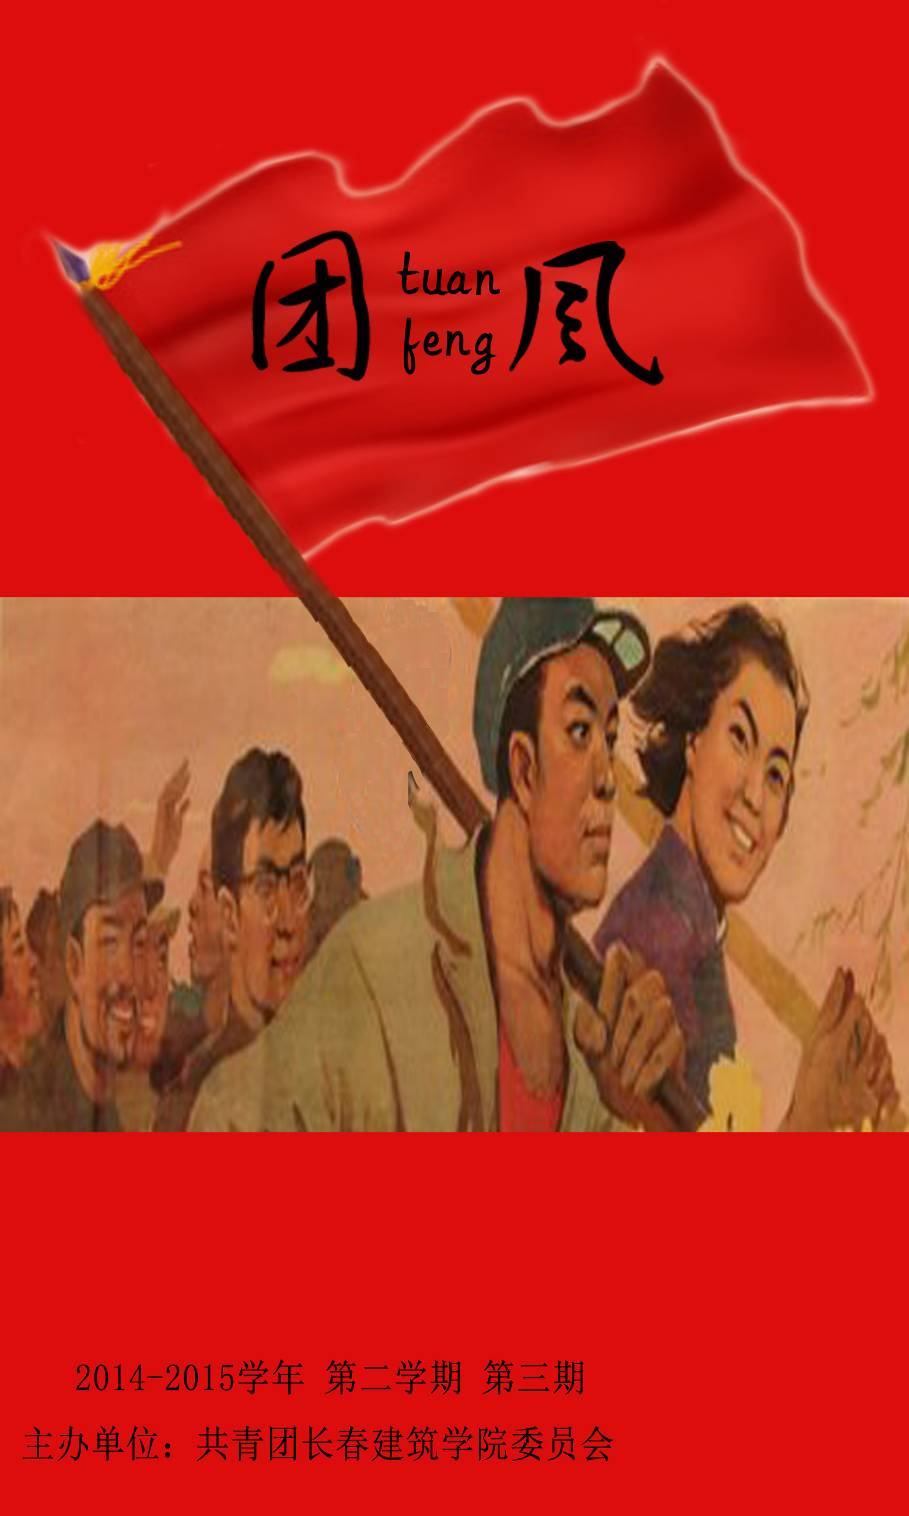 团 tuan feng 风
2014-2015学年 第二学期 第三期
主办单位：共青团长春建筑学院委员会